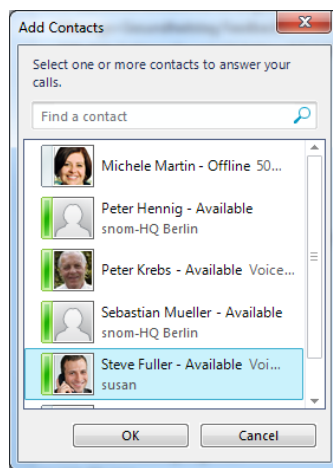 Add Contacts
Select one or more contacts to answer your
calls.
Find a contact
Michele Martin - Offline 50...
Peter Hennig - Available
snom-HQ Berlin
Peter Krebs - Available Voice...
Sebastian Mueller - Available
snom-HQ Berlin
Steve Fuller - Available Voi...
susan
OK
Cancel